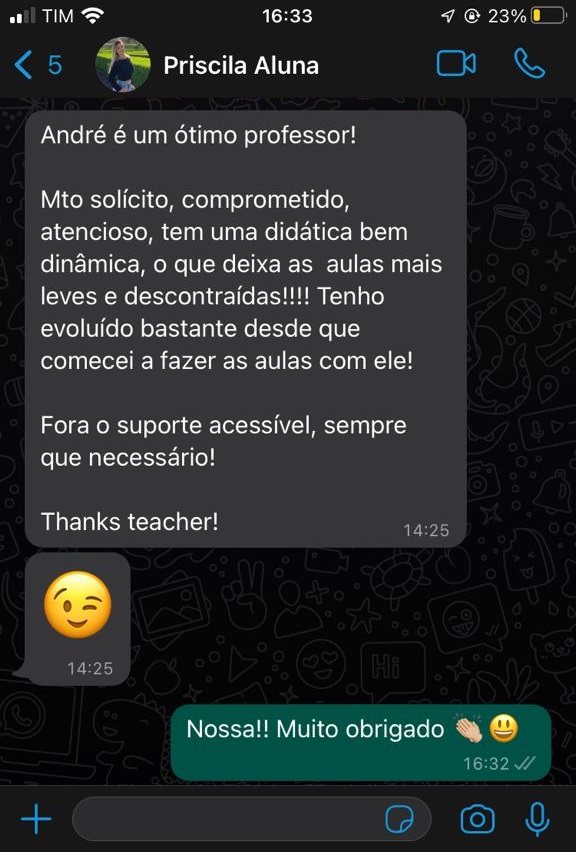 TIM 16:33 23%
5 Priscila Aluna
André é um ótimo professor!
Mto solícito, comprometido,
atencioso, tem uma didática bem
dinâmica, o que deixa as  aulas mais
leves e descontraídas!!!! Tenho
evoluído bastante desde que
comecei a fazer as aulas com ele!
Fora o suporte acessível, sempre
que necessário!
Thanks teacher!
14:25
😉
14:25
Nossa!! Muito obrigado 👏🏼😃
16:32
Hi